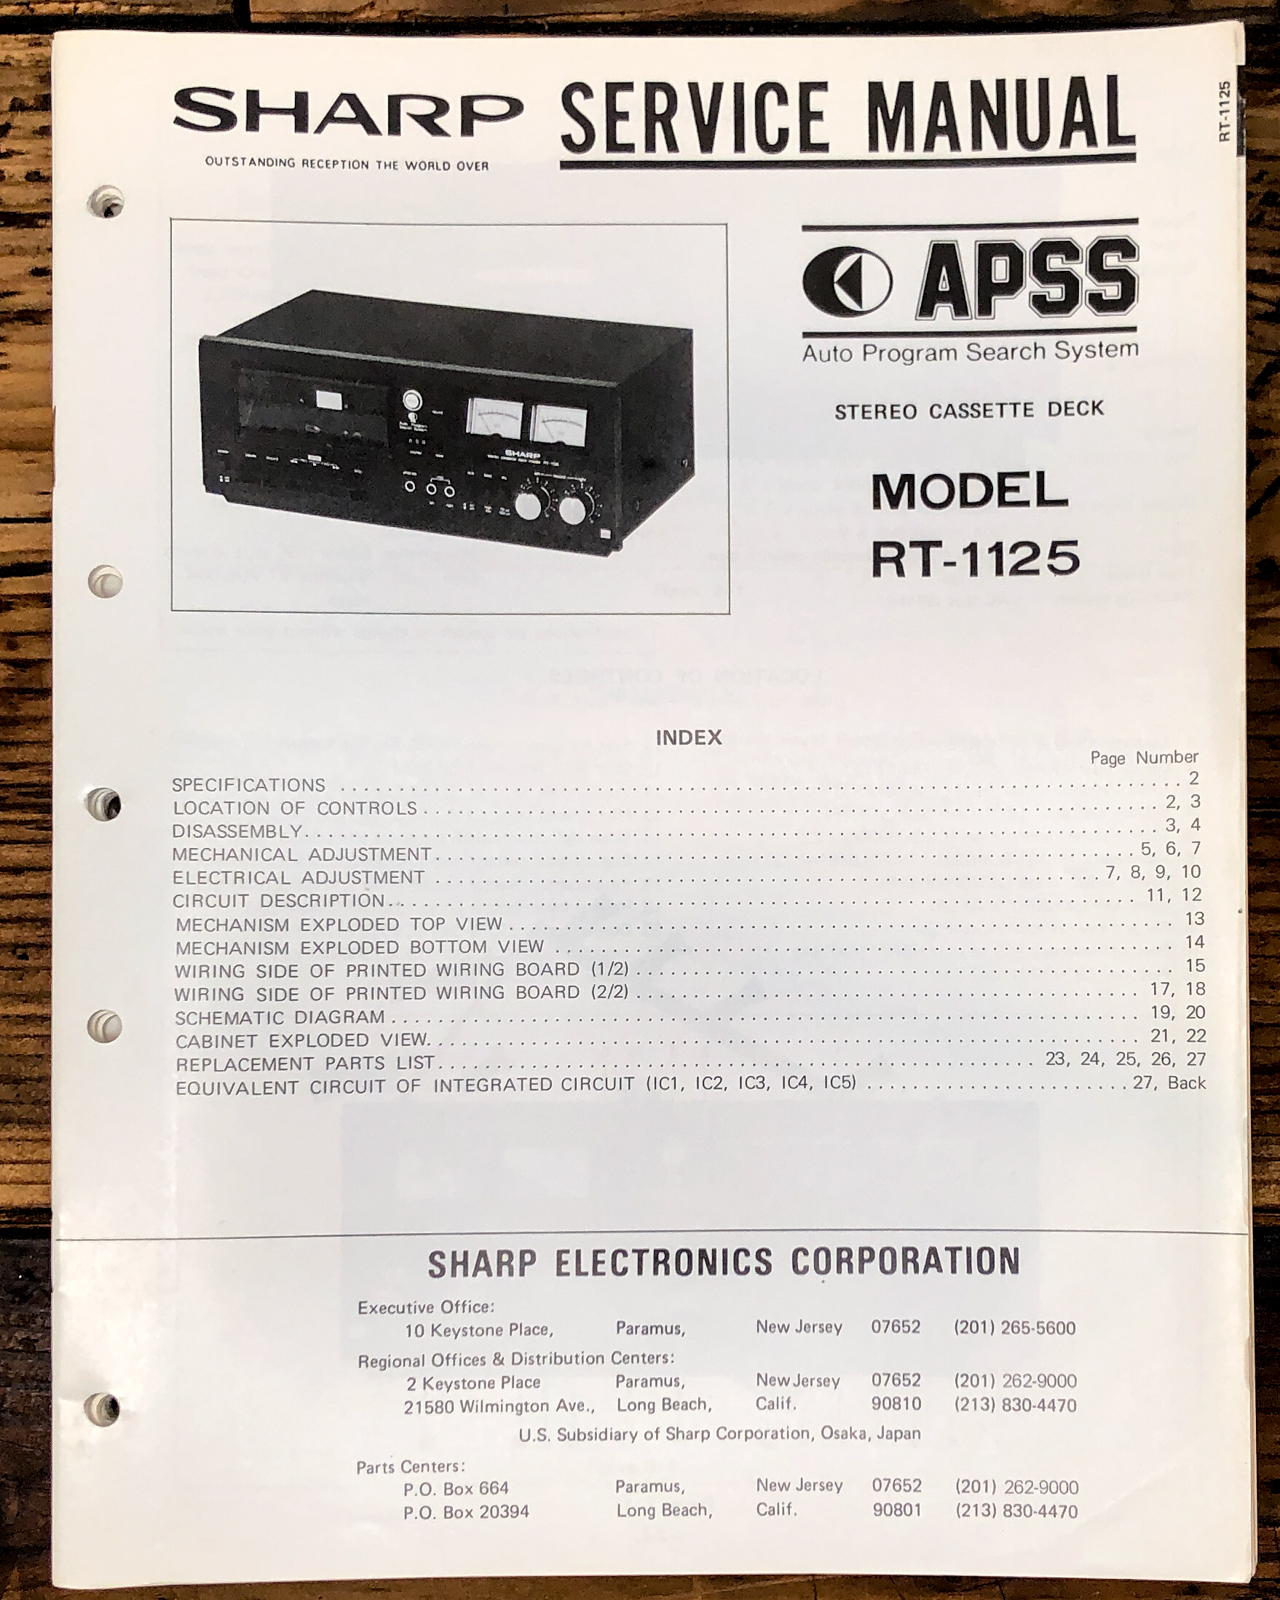 SHARP SERVICE MANUAL
OUTSTANDING RECEPTION THE WORLD OVER
RT-1125
APSS
Auto Program Search System
STEREO CASSETTE DECK
MODEL
RT-1125
SHARP
INDEX
Page Number
SPECIFICATIONS . . . . . . . . . . 2
LOCATION OF CONTROLS . . . . . . . . . . 2, 3
DISASSEMBLY . . . . . . . . . . 3, 4
MECHANICAL ADJUSTMENT . . . . . . . . . . 5, 6, 7
ELECTRICAL ADJUSTMENT . . . . . . . . . . 7, 8, 9, 10
CIRCUIT DESCRIPTION . . . . . . . . . . 11, 12
MECHANISM EXPLODED TOP VIEW . . . . . . . . . . 13
MECHANISM EXPLODED BOTTOM VIEW . . . . . . . . . . 14
WIRING SIDE OF PRINTED WIRING BOARD (1/2) . . . . . . . . . . 15
WIRING SIDE OF PRINTED WIRING BOARD (2/2) . . . . . . . . . . 17, 18
SCHEMATIC DIAGRAM . . . . . . . . . . 19, 20
CABINET EXPLODED VIEW . . . . . . . . . . 21, 22
REPLACEMENT PARTS LIST . . . . . . . . . . 23, 24, 25, 26, 27
EQUIVALENT CIRCUIT OF INTEGRATED CIRCUIT (IC1, IC2, IC3, IC4, IC5) . . . . . . . . . . 27, Back
SHARP ELECTRONICS CORPORATION
Executive Office:
10 Keystone Place, Paramus, New Jersey 07652 (201) 265-5600
Regional Offices & Distribution Centers:
2 Keystone Place Paramus, New Jersey 07652 (201) 262-9000
21580 Wilmington Ave., Long Beach, Calif. 90810 (213) 830-4470
U.S. Subsidiary of Sharp Corporation, Osaka, Japan
Parts Centers:
P.O. Box 664 Paramus, New Jersey 07652 (201) 262-9000
P.O. Box 20394 Long Beach, Calif. 90801 (213) 830-4470